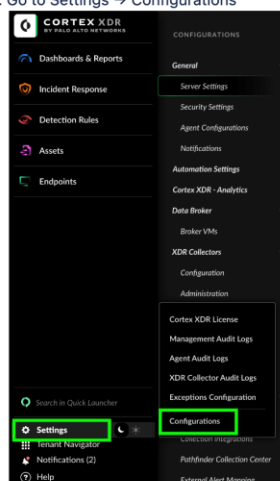 Go to Settings → Configurations
CORTEX XDR
BY PALO ALTO NETWORKS
Dashboards & Reports
Incident Response
Detection Rules
Assets
Endpoints
Search in Quick Launcher
Settings
Tenant Navigator
Notifications (2)
Help
CONFIGURATIONS
General
Server Settings
Security Settings
Agent Configurations
Notifications
Automation Settings
Cortex XDR - Analytics
Data Broker
Broker VMs
XDR Collectors
Configuration
Administration
Cortex XDR License
Management Audit Logs
Agent Audit Logs
XDR Collector Audit Logs
Exceptions Configuration
Configurations
Collection Integrations
Pathfinder Collection Center
External Alert Mapping